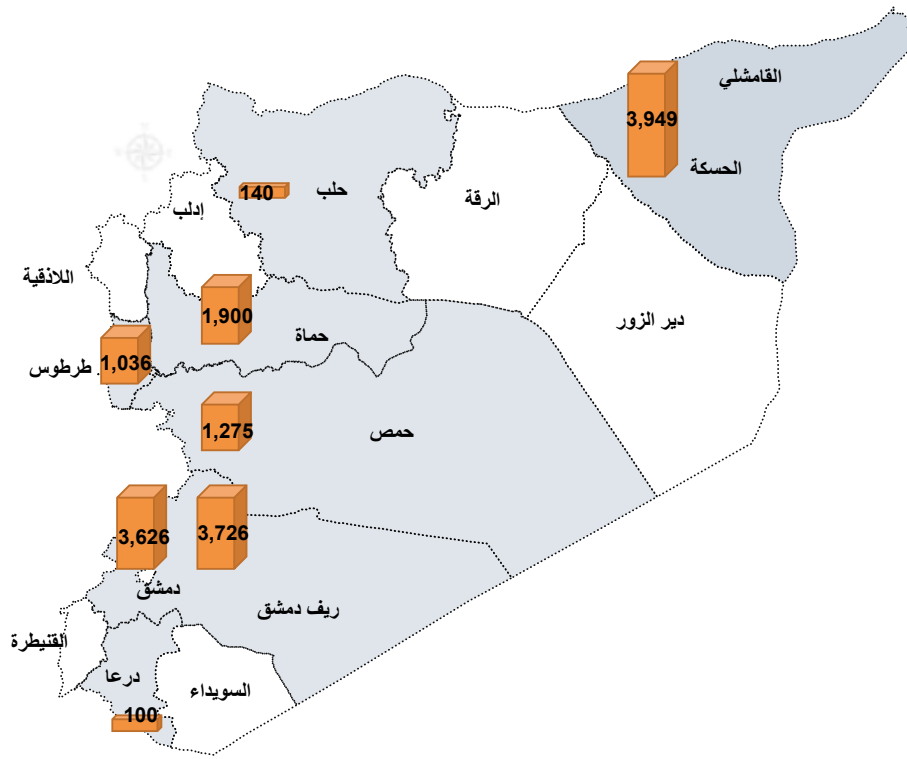 القامشلي
3,949
الحسكة
140
حلب
الرقة
إدلب
اللاذقية
1,900
حماة
دير الزور
1,036
طرطوس
1,275
حمص
3,626
3,726
دمشق
ريف دمشق
القنيطرة
درعا
السويداء
100